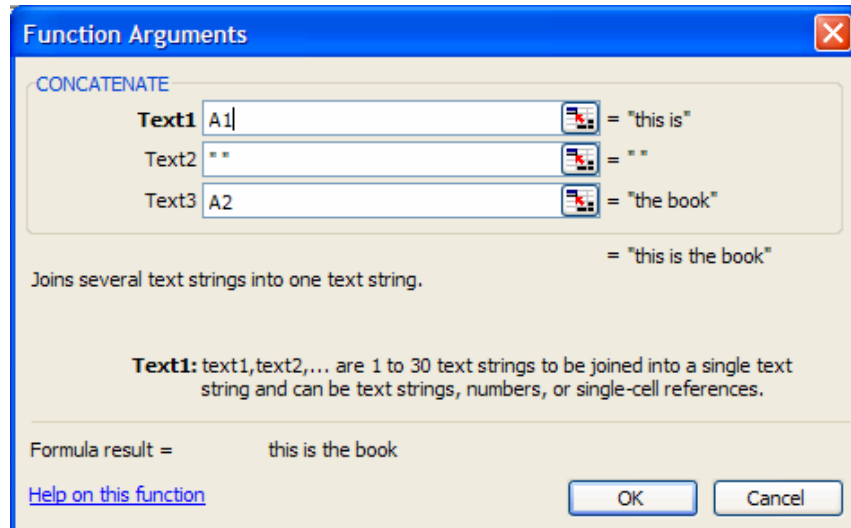 Function Arguments
CONCATENATE
Text1 A1 = "this is"
Text2 " " = " "
Text3 A2 = "the book"
= "this is the book"
Joins several text strings into one text string.
Text1: text1,text2,... are 1 to 30 text strings to be joined into a single text
string and can be text strings, numbers, or single-cell references.
Formula result = this is the book
Help on this function OK Cancel